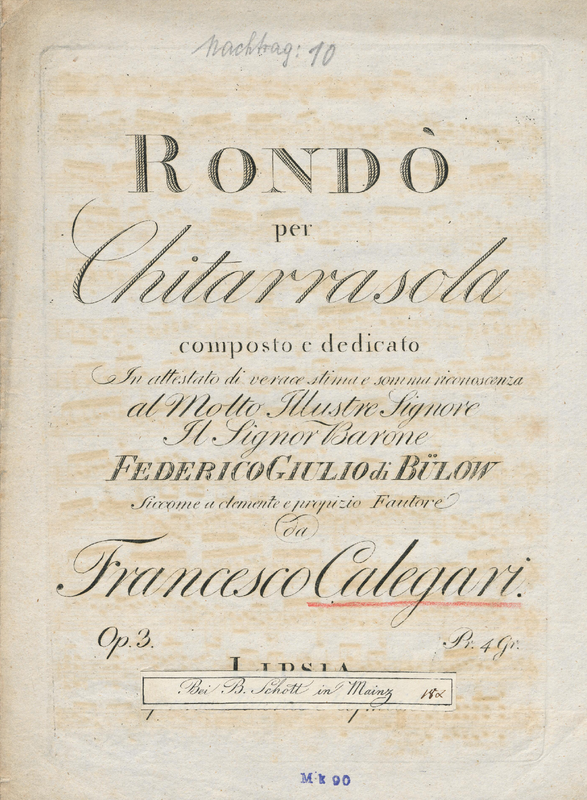 Nachtrag: 10
RONDÒ
per
Chitarra sola
composto e dedicato
In attestato di verace stima e somma riconoscenza
al Molto Illustre Signore
Il Signor Barone
FEDERICO GIULIO di BÜLOW
Siccome a clemente e propizio Fautore
da
Francesco Calegari.
Op. 3.
Pr. 4 Gr.
LIPSIA
Bei B. Schott in Mainz
M k 90